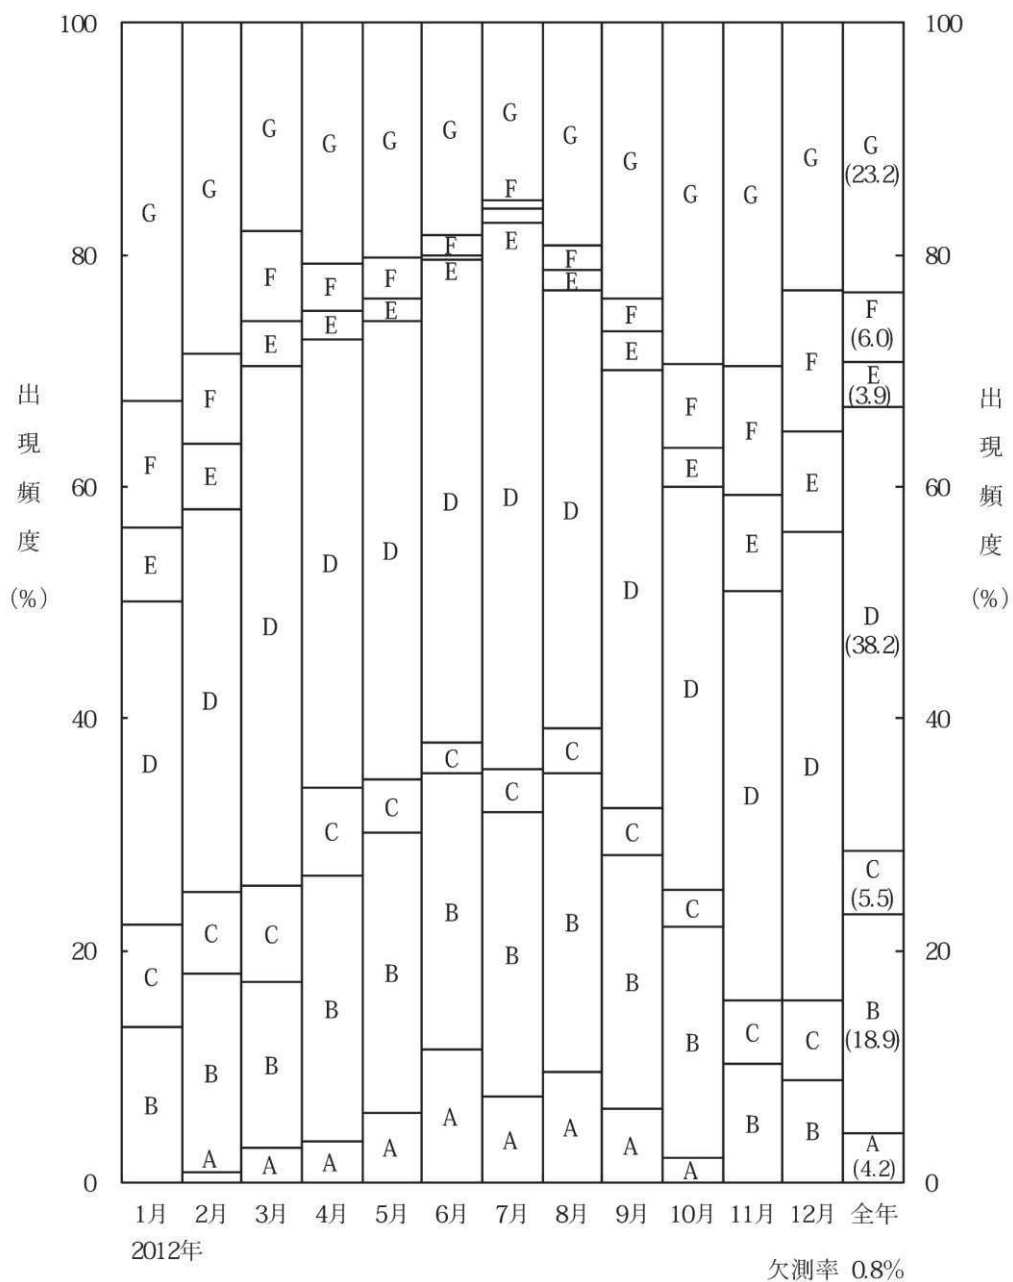 100 100
G G G G G G G G G G G G G
(23.2)
80 80
F F F F F F F F F F F F F
(6.0)
E E E E E E E E E E E E E
(3.9)
60 60
出現頻度(%)
出現頻度(%)
D D D D D D D D D D D D D
(38.2)
40 40
C C C C C C C C C C C C C
(5.5)
20 20
B B B B B B B B B B B B B
(18.9)
A A A A A A A A A A
(4.2)
0 0
1月 2月 3月 4月 5月 6月 7月 8月 9月 10月 11月 12月 全年
2012年
欠測率 0.8%